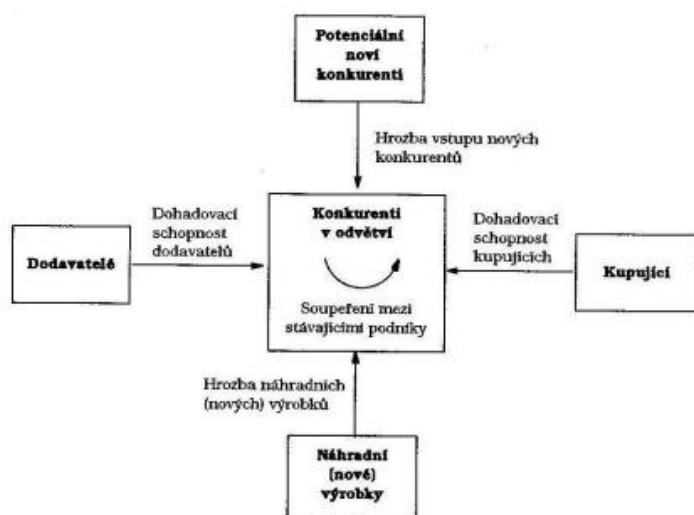 Potenciální
noví
konkurenti
Hrozba vstupu nových
konkurentů
Dohadovací
schopnost
dodavatelů
Dodavatelé
Konkurenti
v odvětví
Soupeření mezi
stávajícími podniky
Dohadovací
schopnost
kupujících
Kupující
Hrozba náhradních
(nových) výrobků
Náhradní
(nové)
výrobky